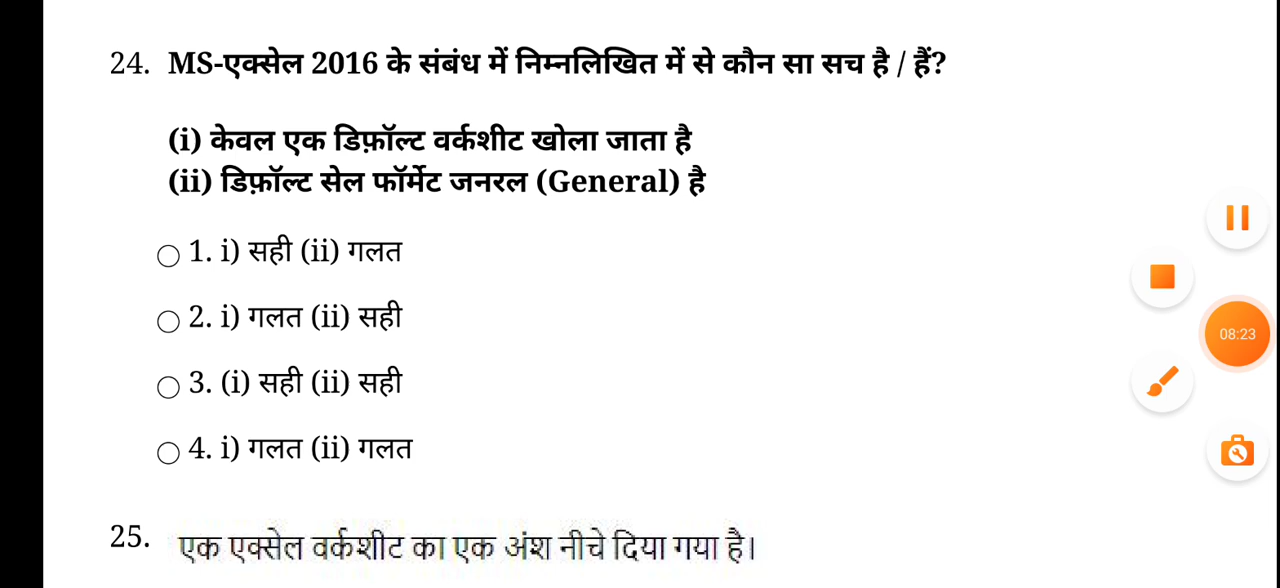 24. MS-एक्सेल 2016 के संबंध में निम्नलिखित में से कौन सा सच है / हैं?
(i) केवल एक डिफ़ॉल्ट वर्कशीट खोला जाता है
(ii) डिफ़ॉल्ट सेल फॉर्मेट जनरल (General) है
1. i) सही (ii) गलत
2. i) गलत (ii) सही
3. (i) सही (ii) सही
4. i) गलत (ii) गलत
08:23
25. एक एक्सेल वर्कशीट का एक अंश नीचे दिया गया है।